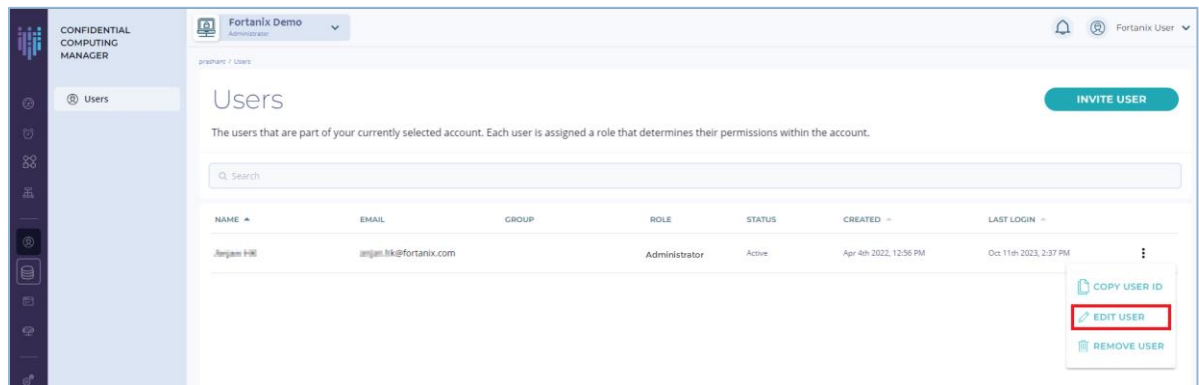 CONFIDENTIAL
COMPUTING
MANAGER
Fortanix Demo
Administrator
Fortanix User
prashant / Users
Users
Users
INVITE USER
The users that are part of your currently selected account. Each user is assigned a role that determines their permissions within the account.
Search
NAME EMAIL GROUP ROLE STATUS CREATED LAST LOGIN
.hk@fortanix.com Administrator Active Apr 4th 2022, 12:56 PM Oct 11th 2023, 2:37 PM
COPY USER ID
EDIT USER
REMOVE USER